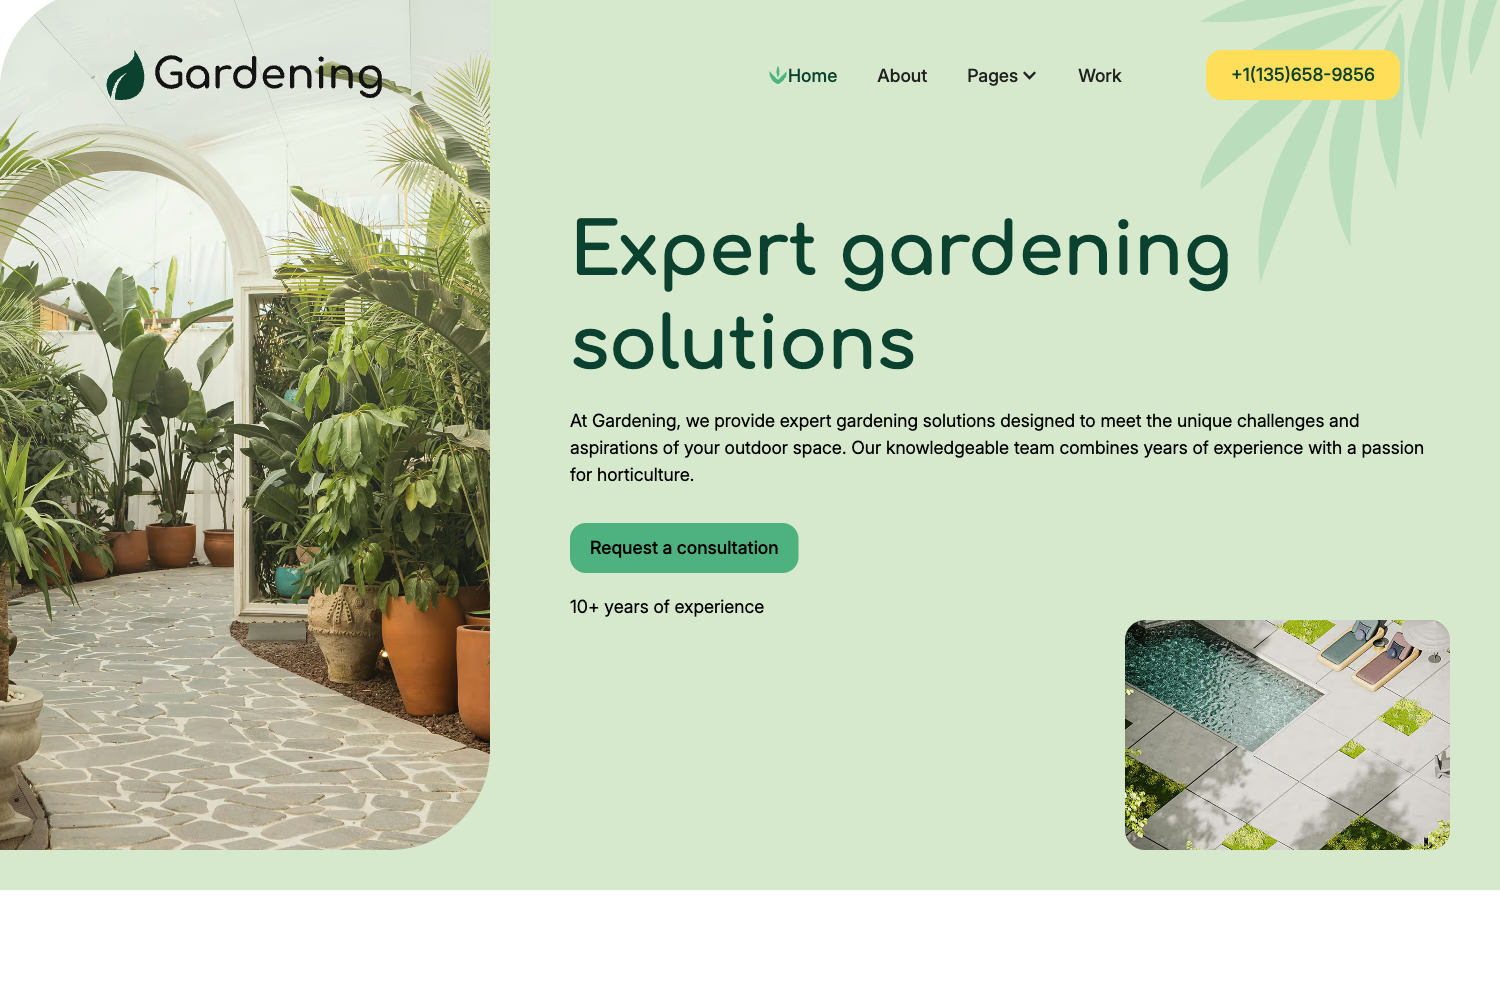 Gardening
Home About Pages Work +1(135)658-9856
Expert gardening
solutions
At Gardening, we provide expert gardening solutions designed to meet the unique challenges and
aspirations of your outdoor space. Our knowledgeable team combines years of experience with a passion
for horticulture.
Request a consultation
10+ years of experience